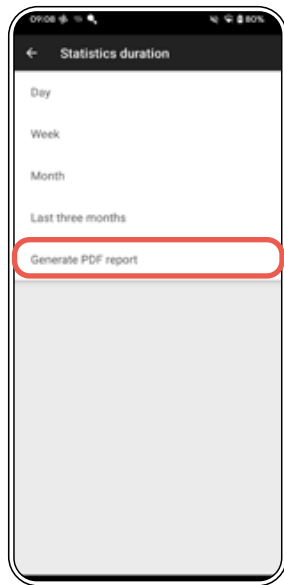 09:08 80%
Statistics duration
Day
Week
Month
Last three months
Generate PDF report